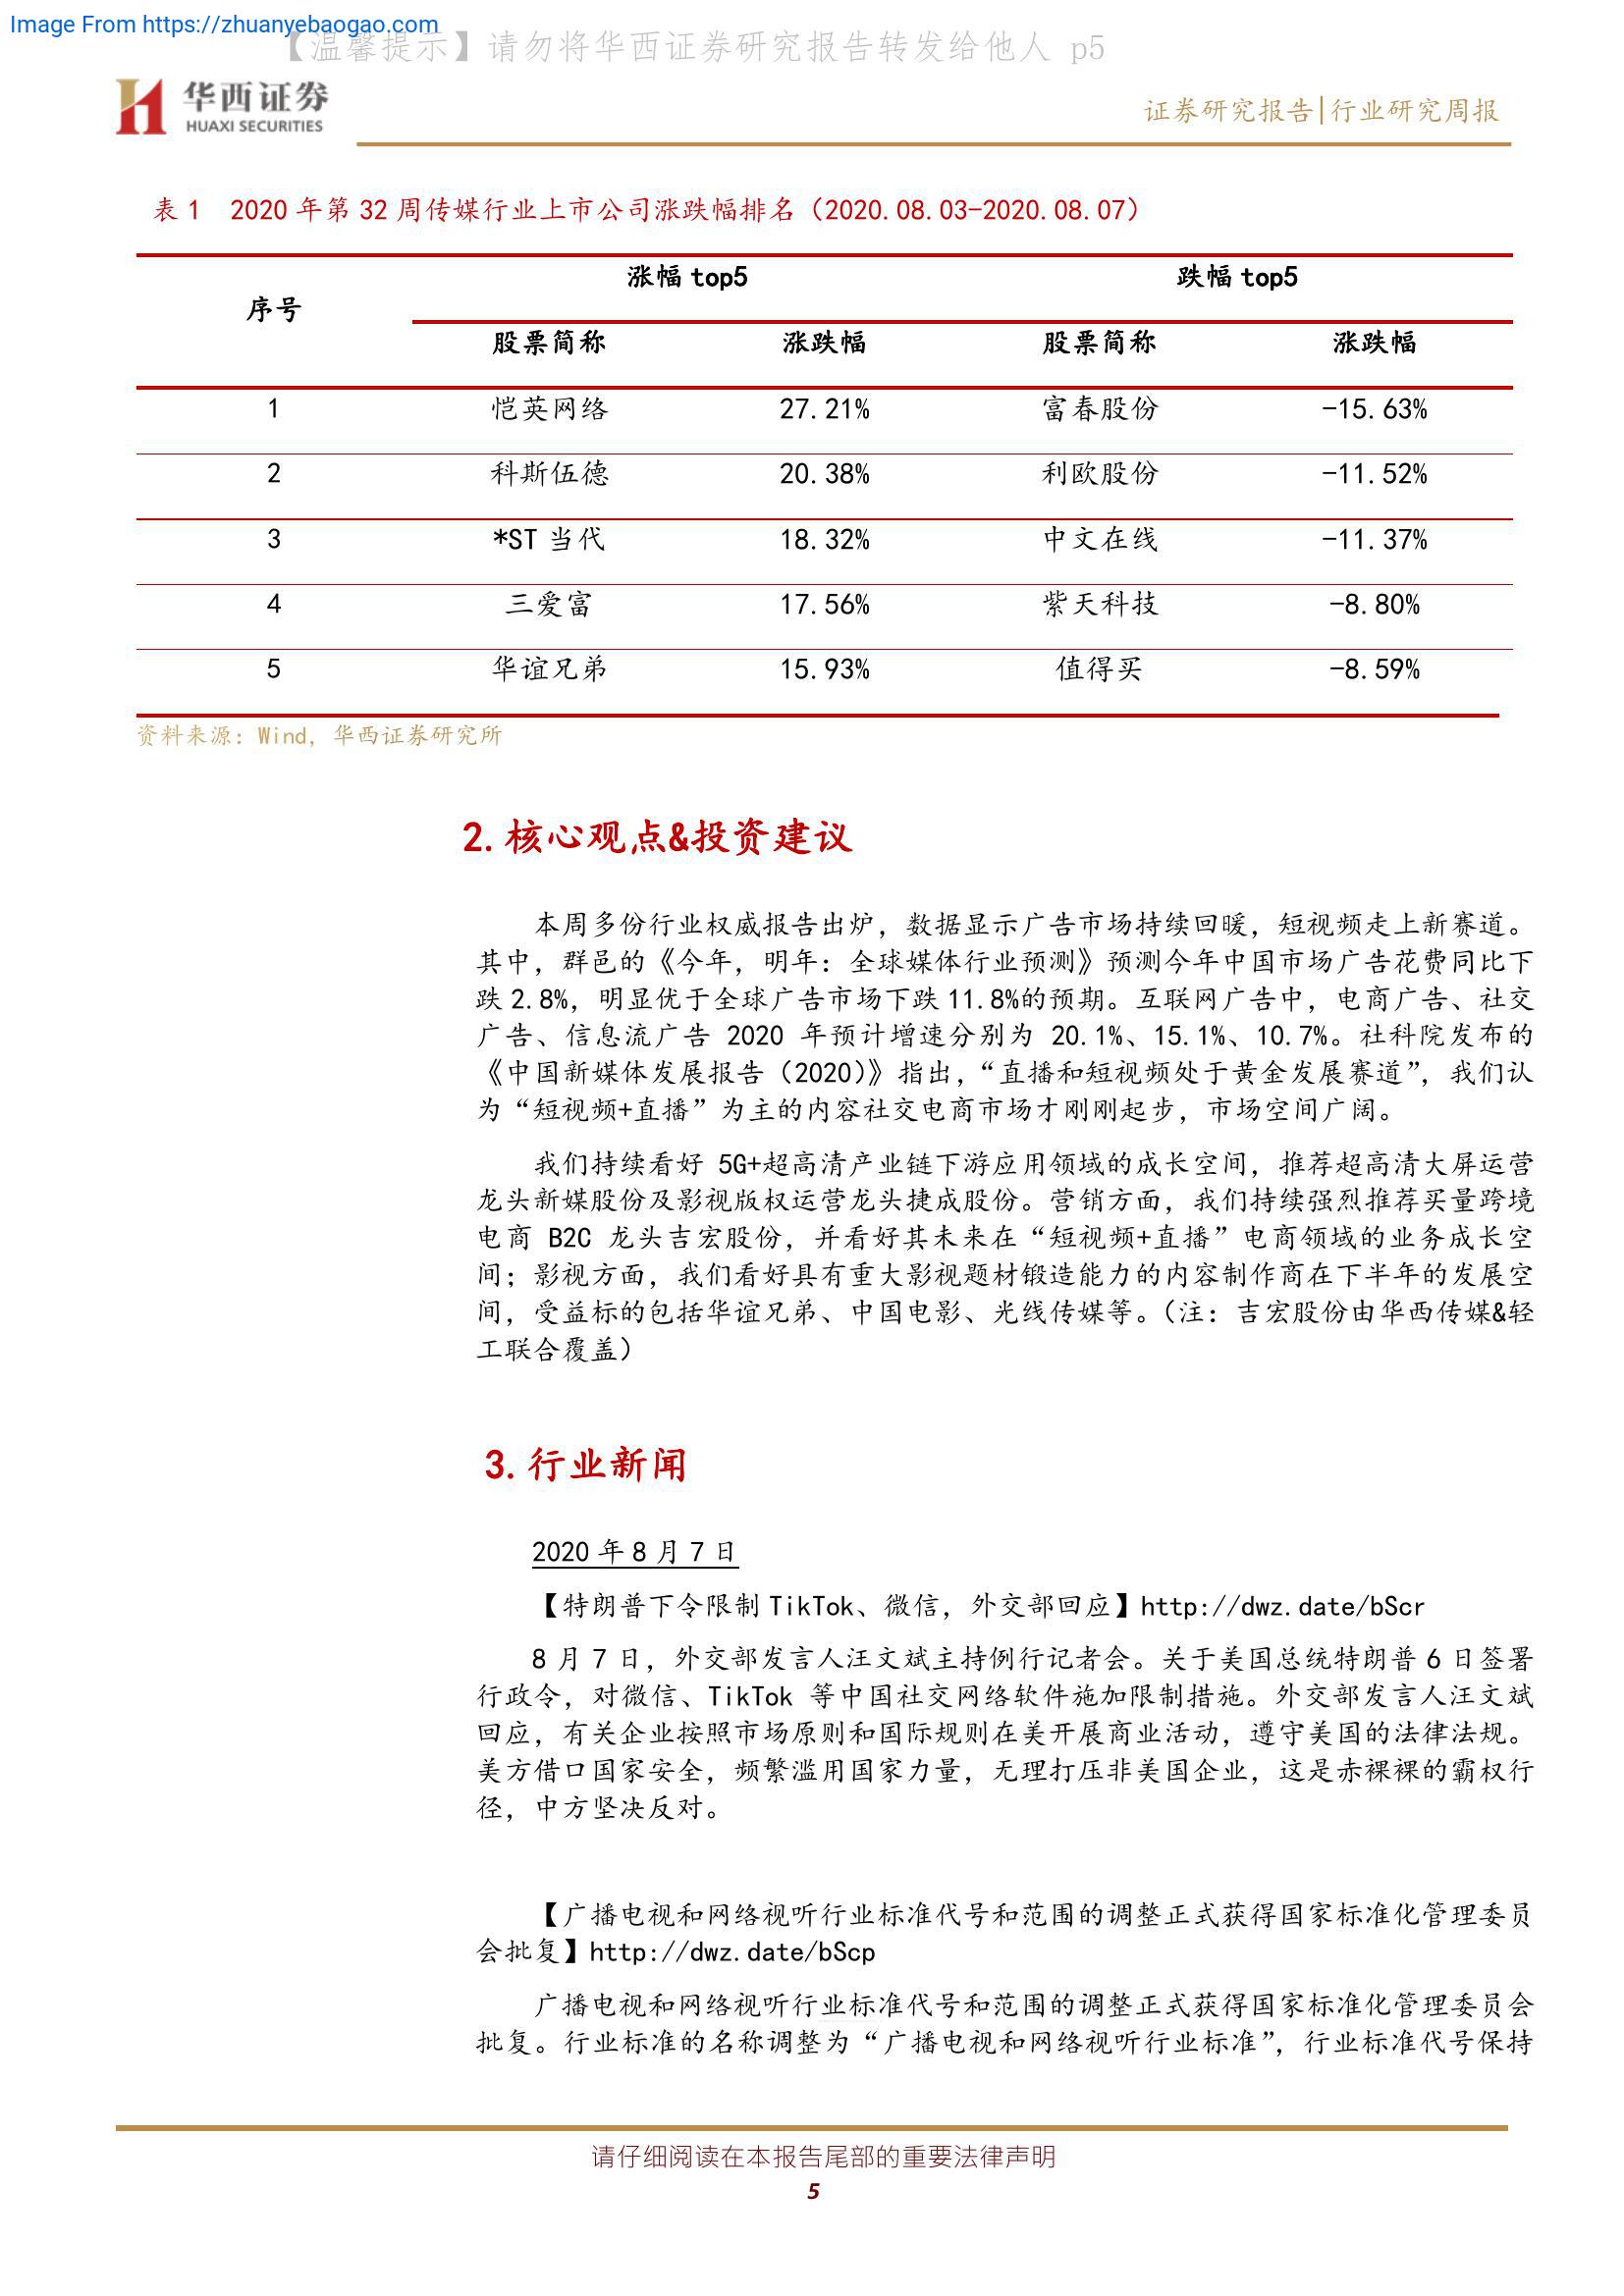 Image From https://zhuanyebaogao.com
【温馨提示】请勿将华西证券研究报告转发给他人 p5
华西证券
HUAXI SECURITIES
证券研究报告|行业研究周报
表 1 2020 年第 32 周传媒行业上市公司涨跌幅排名（2020.08.03-2020.08.07）
序号 涨幅 top5 跌幅 top5
股票简称 涨跌幅 股票简称 涨跌幅
1 恺英网络 27.21% 富春股份 -15.63%
2 科斯伍德 20.38% 利欧股份 -11.52%
3 *ST 当代 18.32% 中文在线 -11.37%
4 三爱富 17.56% 紫天科技 -8.80%
5 华谊兄弟 15.93% 值得买 -8.59%
资料来源：Wind，华西证券研究所
2.核心观点&投资建议
本周多份行业权威报告出炉，数据显示广告市场持续回暖，短视频走上新赛道。
其中，群邑的《今年，明年：全球媒体行业预测》预测今年中国市场广告花费同比下
跌 2.8%，明显优于全球广告市场下跌 11.8%的预期。互联网广告中，电商广告、社交
广告、信息流广告 2020 年预计增速分别为 20.1%、15.1%、10.7%。社科院发布的
《中国新媒体发展报告（2020）》指出，“直播和短视频处于黄金发展赛道”，我们认
为“短视频+直播”为主的内容社交电商市场才刚刚起步，市场空间广阔。
我们持续看好 5G+超高清产业链下游应用领域的成长空间，推荐超高清大屏运营
龙头新媒股份及影视版权运营龙头捷成股份。营销方面，我们持续强烈推荐买量跨境
电商 B2C 龙头吉宏股份，并看好其未来在“短视频+直播”电商领域的业务成长空
间；影视方面，我们看好具有重大影视题材锻造能力的内容制作商在下半年的发展空
间，受益标的包括华谊兄弟、中国电影、光线传媒等。（注：吉宏股份由华西传媒&轻
工联合覆盖）
3.行业新闻
2020 年 8 月 7 日
【特朗普下令限制 TikTok、微信，外交部回应】http://dwz.date/bScr
8 月 7 日，外交部发言人汪文斌主持例行记者会。关于美国总统特朗普 6 日签署
行政令，对微信、TikTok 等中国社交网络软件施加限制措施。外交部发言人汪文斌
回应，有关企业按照市场原则和国际规则在美开展商业活动，遵守美国的法律法规。
美方借口国家安全，频繁滥用国家力量，无理打压非美国企业，这是赤裸裸的霸权行
径，中方坚决反对。
【广播电视和网络视听行业标准代号和范围的调整正式获得国家标准化管理委员
会批复】http://dwz.date/bScp
广播电视和网络视听行业标准代号和范围的调整正式获得国家标准化管理委员会
批复。行业标准的名称调整为“广播电视和网络视听行业标准”，行业标准代号保持
请仔细阅读在本报告尾部的重要法律声明
5